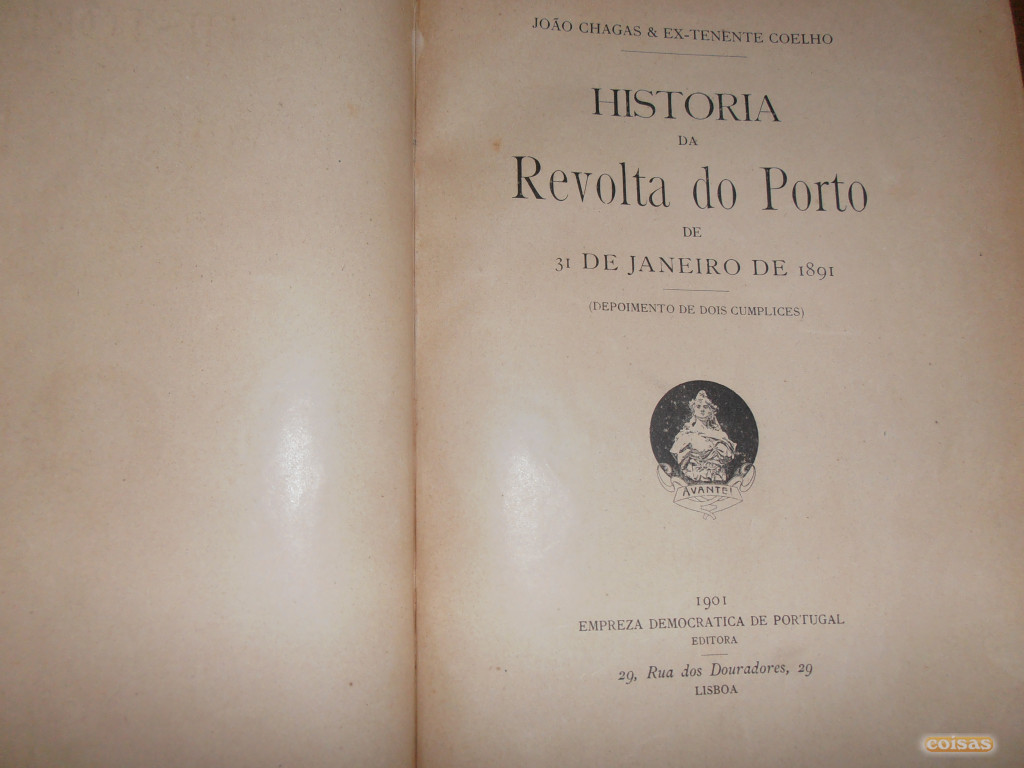 JOÃO CHAGAS & EX-TENENTE COELHO
HISTORIA
DA
Revolta do Porto
DE
31 DE JANEIRO DE 1891
(DEPOIMENTO DE DOIS CUMPLICES)
AVANTE!
1901
EMPREZA DEMOCRATICA DE PORTUGAL
EDITORA
29, Rua dos Douradores, 29
LISBOA
coisas